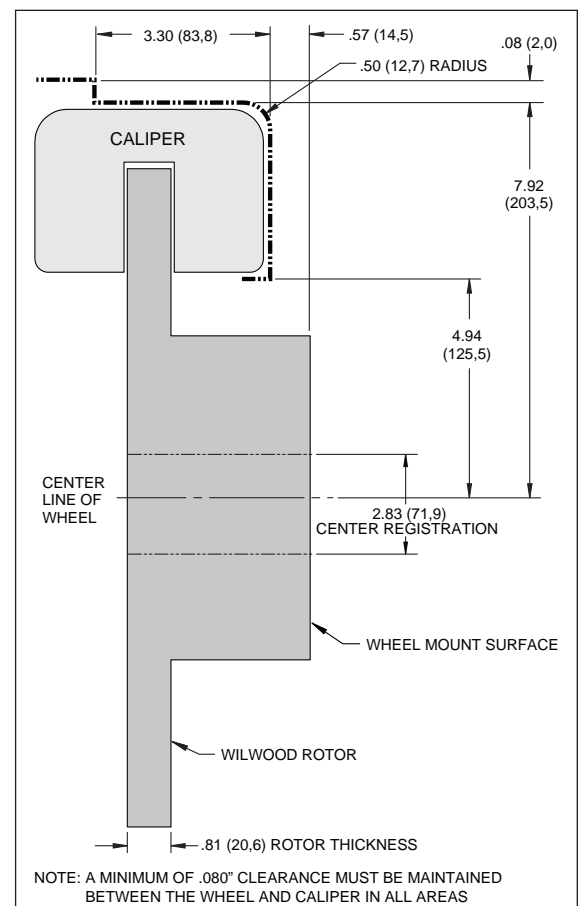 3.30 (83,8)
.57 (14,5)
.08 (2,0)
.50 (12,7) RADIUS
CALIPER
7.92
(203,5)
4.94
(125,5)
CENTER
LINE OF
WHEEL
2.83 (71,9)
CENTER REGISTRATION
WHEEL MOUNT SURFACE
WILWOOD ROTOR
.81 (20,6) ROTOR THICKNESS
NOTE: A MINIMUM OF .080" CLEARANCE MUST BE MAINTAINED
BETWEEN THE WHEEL AND CALIPER IN ALL AREAS